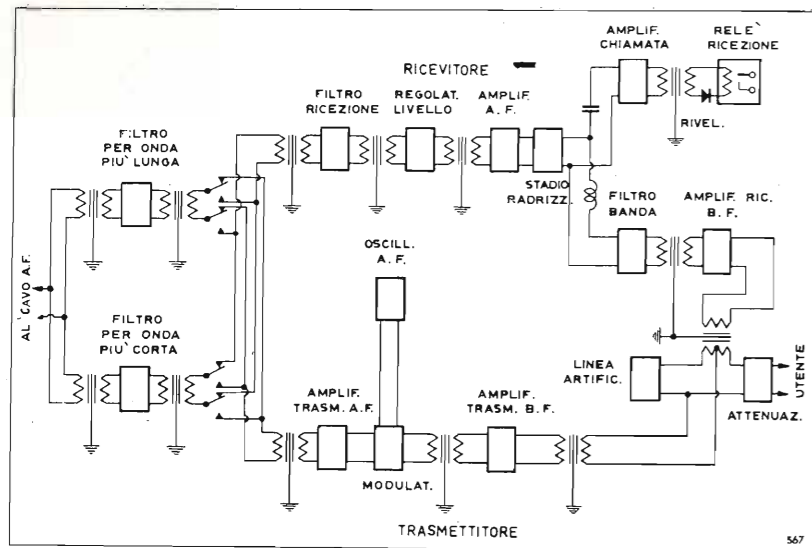 AMPLIF.
CHIAMATA
RELE`
RICEZIONE
RICEVITORE
FILTRO
RICEZIONE
REGOLAT.
LIVELLO
AMPLIF.
A. F.
RIVEL.
FILTRO
PER ONDA
PIU` LUNGA
STADIO
RADRIZZ.
FILTRO
BANDA
AMPLIF. RIC.
B. F.
OSCILL.
A. F.
AL CAVO A.F.
FILTRO
PER ONDA
PIU` CORTA
LINEA
ARTIFIC.
UTENTE
ATTENUAZ.
AMPLIF.
TRASM. A.F.
AMPLIF.
TRASM. B.F.
MODULAT.
TRASMETTITORE
567